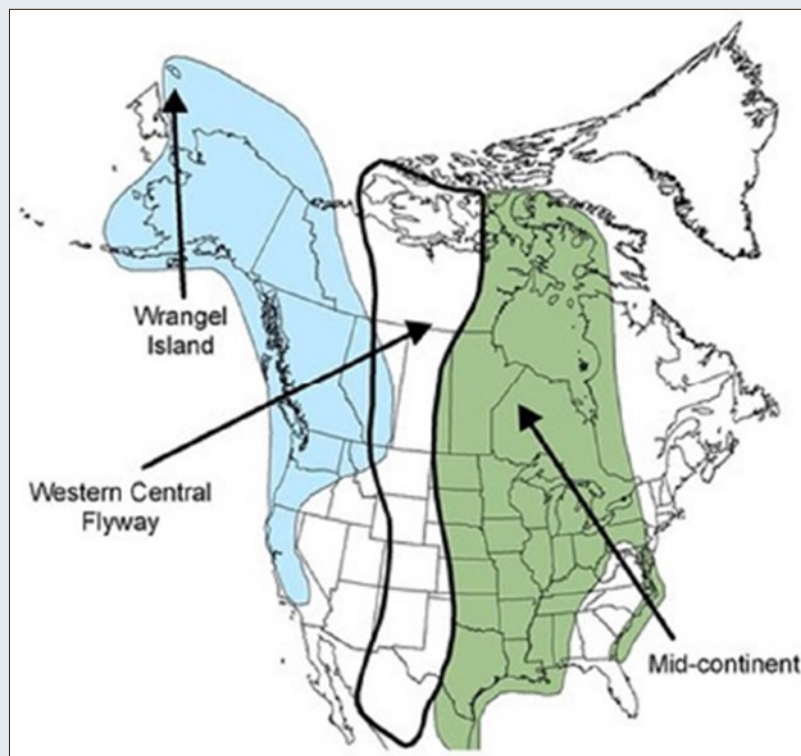 Wrangel
Island
Western Central
Flyway
Mid-continent